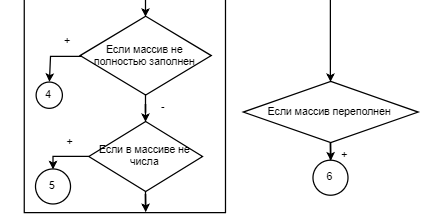 +
Если массив не
полностью заполнен
4
-
+
Если в массиве не
числа
5
Если массив переполнен
+
6